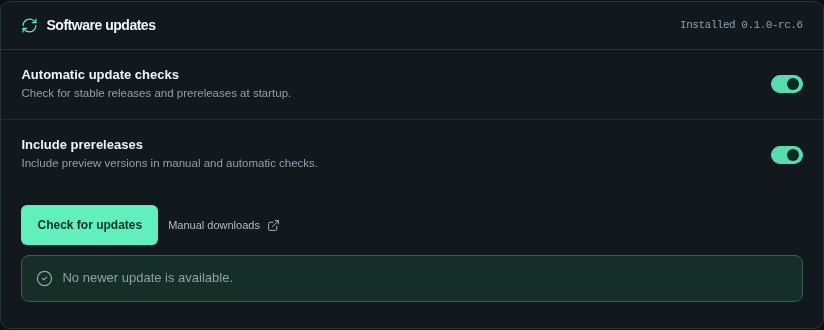 Software updates
Installed 0.1.0-rc.6
Automatic update checks
Check for stable releases and prereleases at startup.
Include prereleases
Include preview versions in manual and automatic checks.
Check for updates
Manual downloads
No newer update is available.